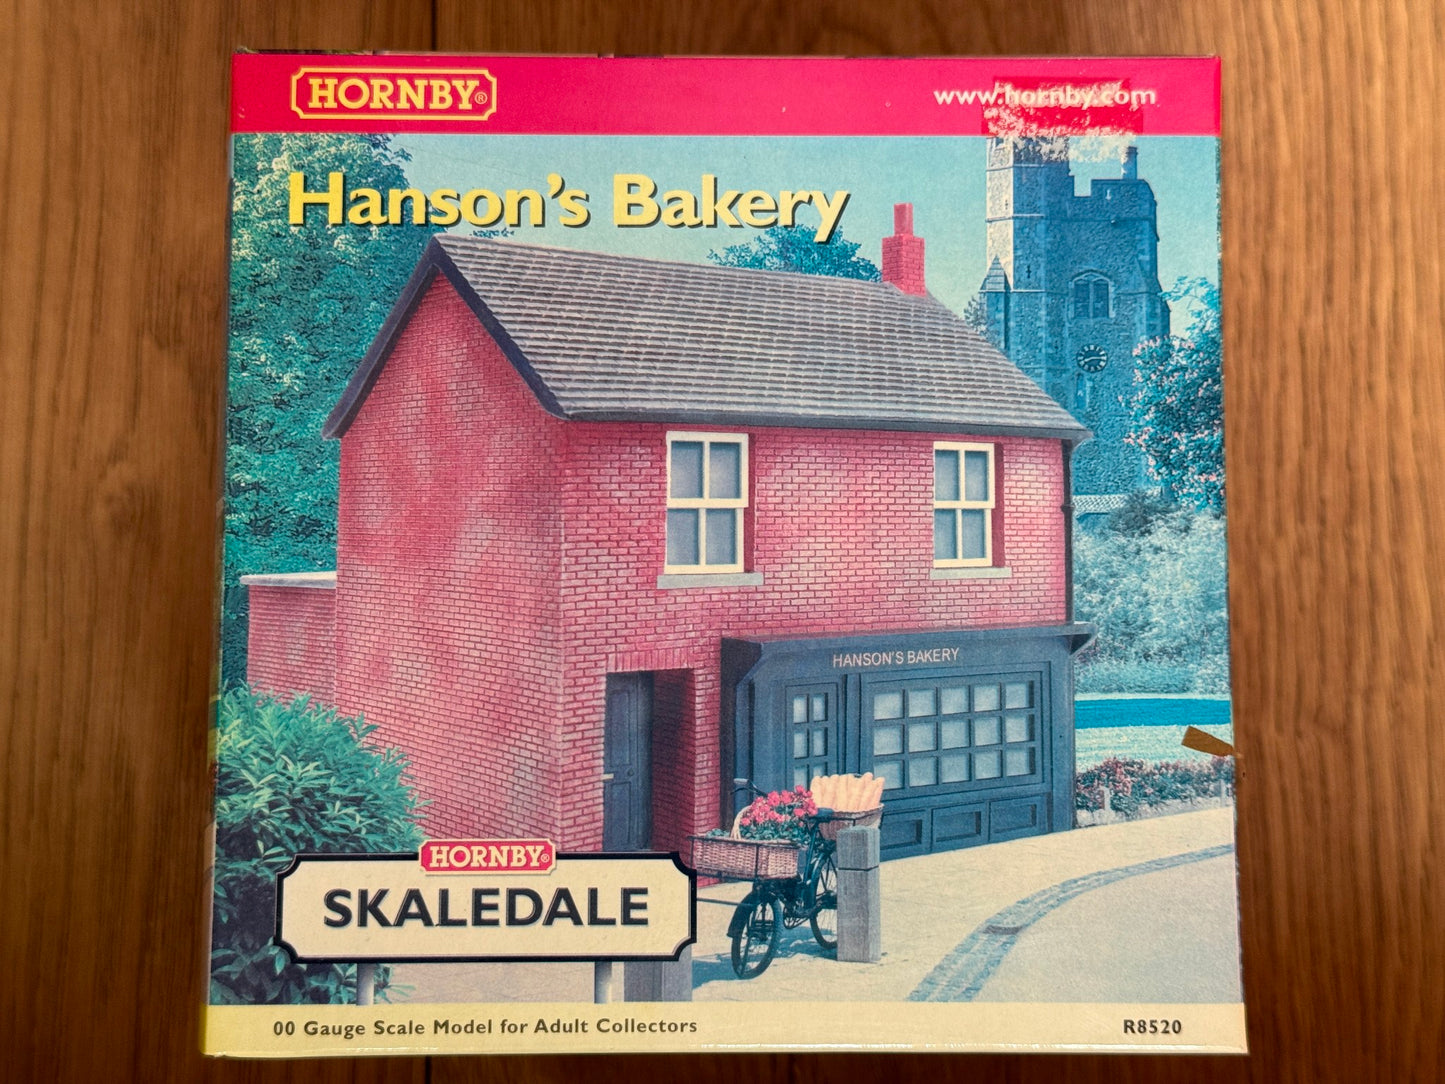 HORNBY®
www.hornby.com
Hanson's Bakery
HANSON'S BAKERY
HORNBY®
SKALEDALE
00 Gauge Scale Model for Adult Collectors
R8520